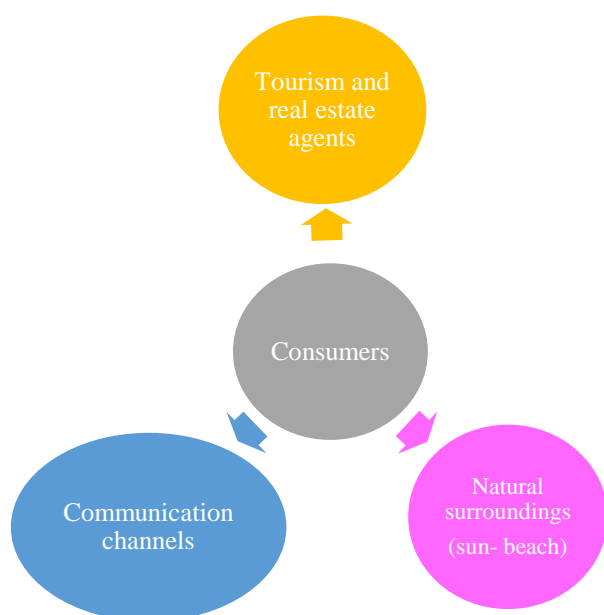 Tourism and
real estate
agents
Consumers
Communication
channels
Natural
surroundings
(sun- beach)